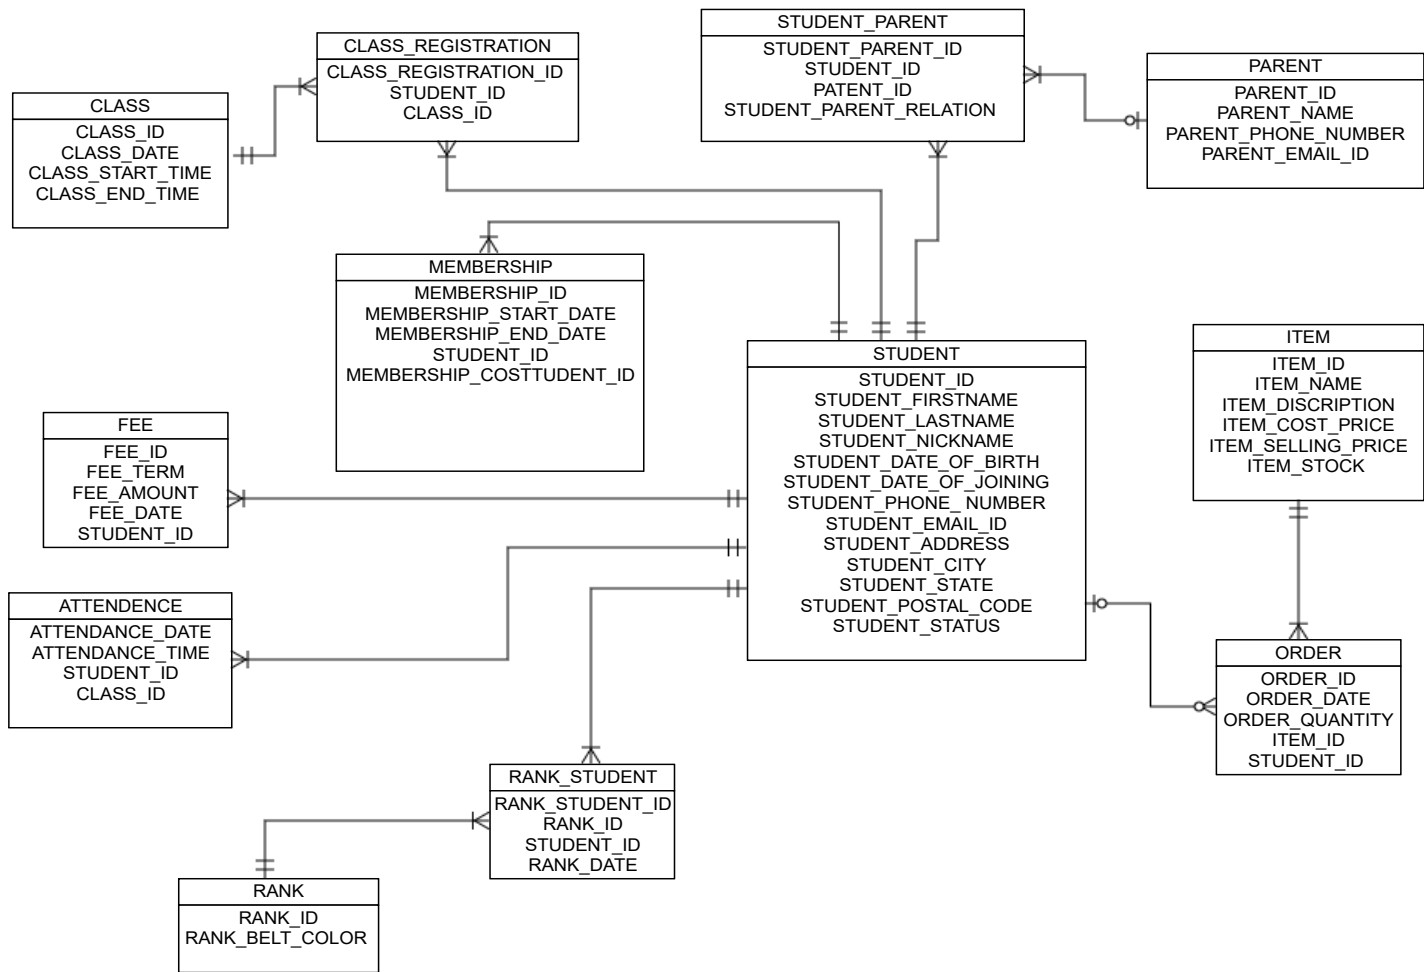 CLASS_REGISTRATION
CLASS_REGISTRATION_ID
STUDENT_ID
CLASS_ID
STUDENT_PARENT
STUDENT_PARENT_ID
STUDENT_ID
PATENT_ID
STUDENT_PARENT_RELATION
PARENT
PARENT_ID
PARENT_NAME
PARENT_PHONE_NUMBER
PARENT_EMAIL_ID
CLASS
CLASS_ID
CLASS_DATE
CLASS_START_TIME
CLASS_END_TIME
MEMBERSHIP
MEMBERSHIP_ID
MEMBERSHIP_START_DATE
MEMBERSHIP_END_DATE
STUDENT_ID
MEMBERSHIP_COSTTUDENT_ID
STUDENT
STUDENT_ID
STUDENT_FIRSTNAME
STUDENT_LASTNAME
STUDENT_NICKNAME
STUDENT_DATE_OF_BIRTH
STUDENT_DATE_OF_JOINING
STUDENT_PHONE_ NUMBER
STUDENT_EMAIL_ID
STUDENT_ADDRESS
STUDENT_CITY
STUDENT_STATE
STUDENT_POSTAL_CODE
STUDENT_STATUS
ITEM
ITEM_ID
ITEM_NAME
ITEM_DISCRIPTION
ITEM_COST_PRICE
ITEM_SELLING_PRICE
ITEM_STOCK
FEE
FEE_ID
FEE_TERM
FEE_AMOUNT
FEE_DATE
STUDENT_ID
ATTENDENCE
ATTENDANCE_DATE
ATTENDANCE_TIME
STUDENT_ID
CLASS_ID
ORDER
ORDER_ID
ORDER_DATE
ORDER_QUANTITY
ITEM_ID
STUDENT_ID
RANK_STUDENT
RANK_STUDENT_ID
RANK_ID
STUDENT_ID
RANK_DATE
RANK
RANK_ID
RANK_BELT_COLOR